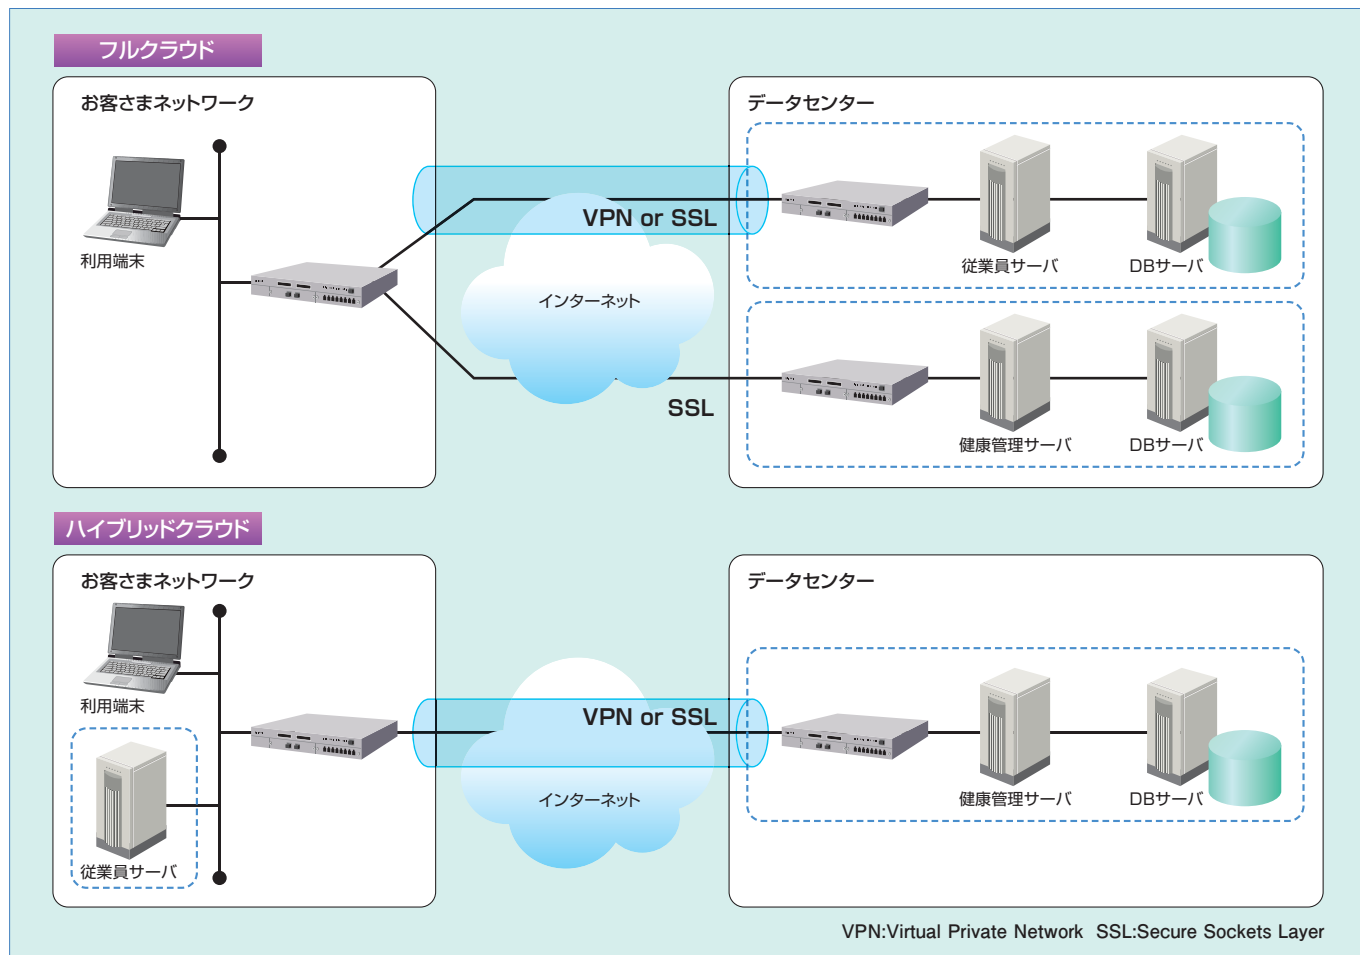 フルクラウド
お客さまネットワーク
データセンター
利用端末
VPN or SSL
インターネット
従業員サーバ
DBサーバ
SSL
健康管理サーバ
DBサーバ
ハイブリッドクラウド
お客さまネットワーク
データセンター
利用端末
VPN or SSL
インターネット
健康管理サーバ
DBサーバ
従業員サーバ
VPN:Virtual Private Network SSL:Secure Sockets Layer